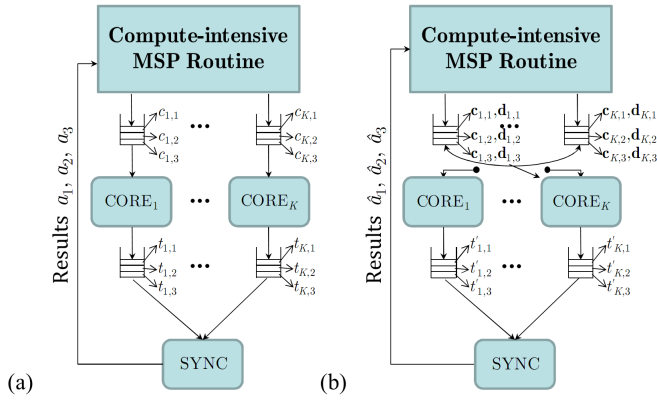 Compute-intensive
MSP Routine
c1,1
c1,2
c1,3
•••
cK,1
cK,2
cK,3
Results a1, a2, a3
CORE1
•••
COREK
t1,1
t1,2
t1,3
•••
tK,1
tK,2
tK,3
SYNC
(a)
Compute-intensive
MSP Routine
c1,1,d1,1
c1,2,d1,2
c1,3,d1,3
•••
cK,1,dK,1
cK,2,dK,2
cK,3,dK,3
Results â1, â2, â3
CORE1
•••
COREK
t′1,1
t′1,2
t′1,3
•••
t′K,1
t′K,2
t′K,3
SYNC
(b)